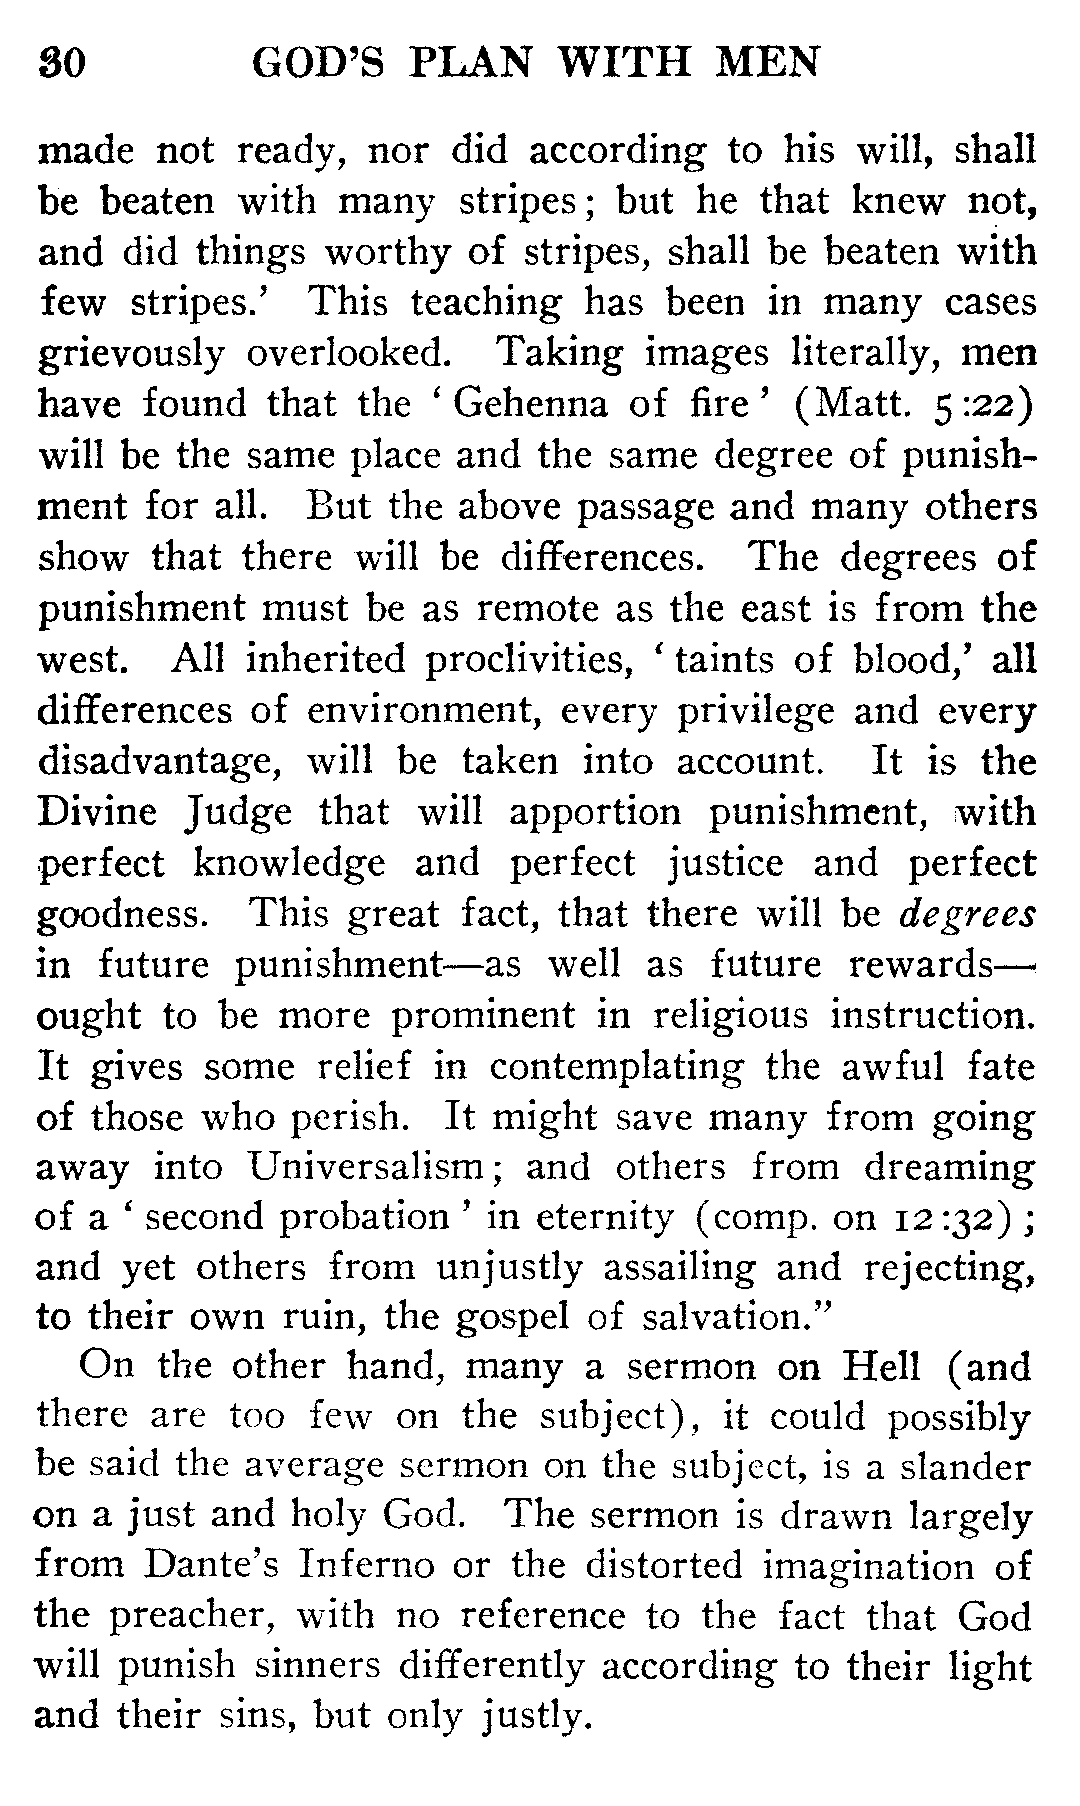 30 GOD'S PLAN WITH MEN
made not ready, nor did according to his will, shall
be beaten with many stripes; but he that knew not,
and did things worthy of stripes, shall be beaten with
few stripes.' This teaching has been in many cases
grievously overlooked. Taking images literally, men
have found that the ‘Gehenna of fire’ (Matt. 5:22)
will be the same place and the same degree of punish-
ment for all. But the above passage and many others
show that there will be differences. The degrees of
punishment must be as remote as the east is from the
west. All inherited proclivities, ‘taints of blood,’ all
differences of environment, every privilege and every
disadvantage, will be taken into account. It is the
Divine Judge that will apportion punishment, with
perfect knowledge and perfect justice and perfect
goodness. This great fact, that there will be degrees
in future punishment—as well as future rewards—
ought to be more prominent in religious instruction.
It gives some relief in contemplating the awful fate
of those who perish. It might save many from going
away into Universalism; and others from dreaming
of a ‘second probation’ in eternity (comp. on 12:32);
and yet others from unjustly assailing and rejecting,
to their own ruin, the gospel of salvation.”
On the other hand, many a sermon on Hell (and
there are too few on the subject), it could possibly
be said the average sermon on the subject, is a slander
on a just and holy God. The sermon is drawn largely
from Dante's Inferno or the distorted imagination of
the preacher, with no reference to the fact that God
will punish sinners differently according to their light
and their sins, but only justly.